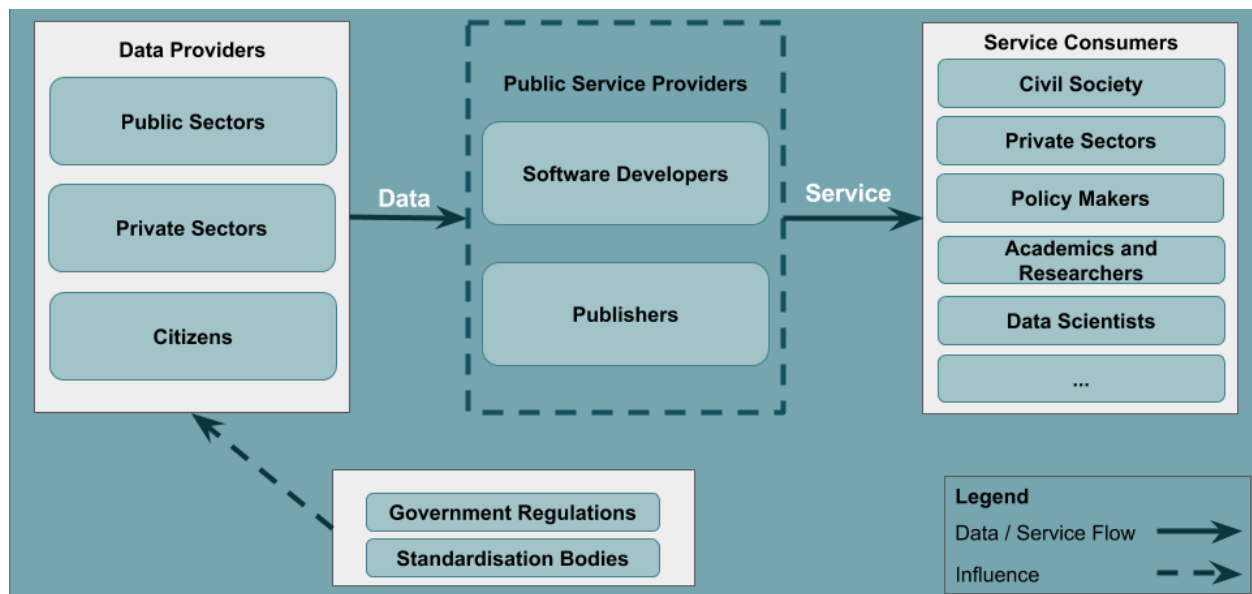 Data Providers
Public Sectors
Private Sectors
Citizens
Data
Public Service Providers
Software Developers
Publishers
Service
Service Consumers
Civil Society
Private Sectors
Policy Makers
Academics and
Researchers
Data Scientists
...
Government Regulations
Standardisation Bodies
Legend
Data / Service Flow
Influence